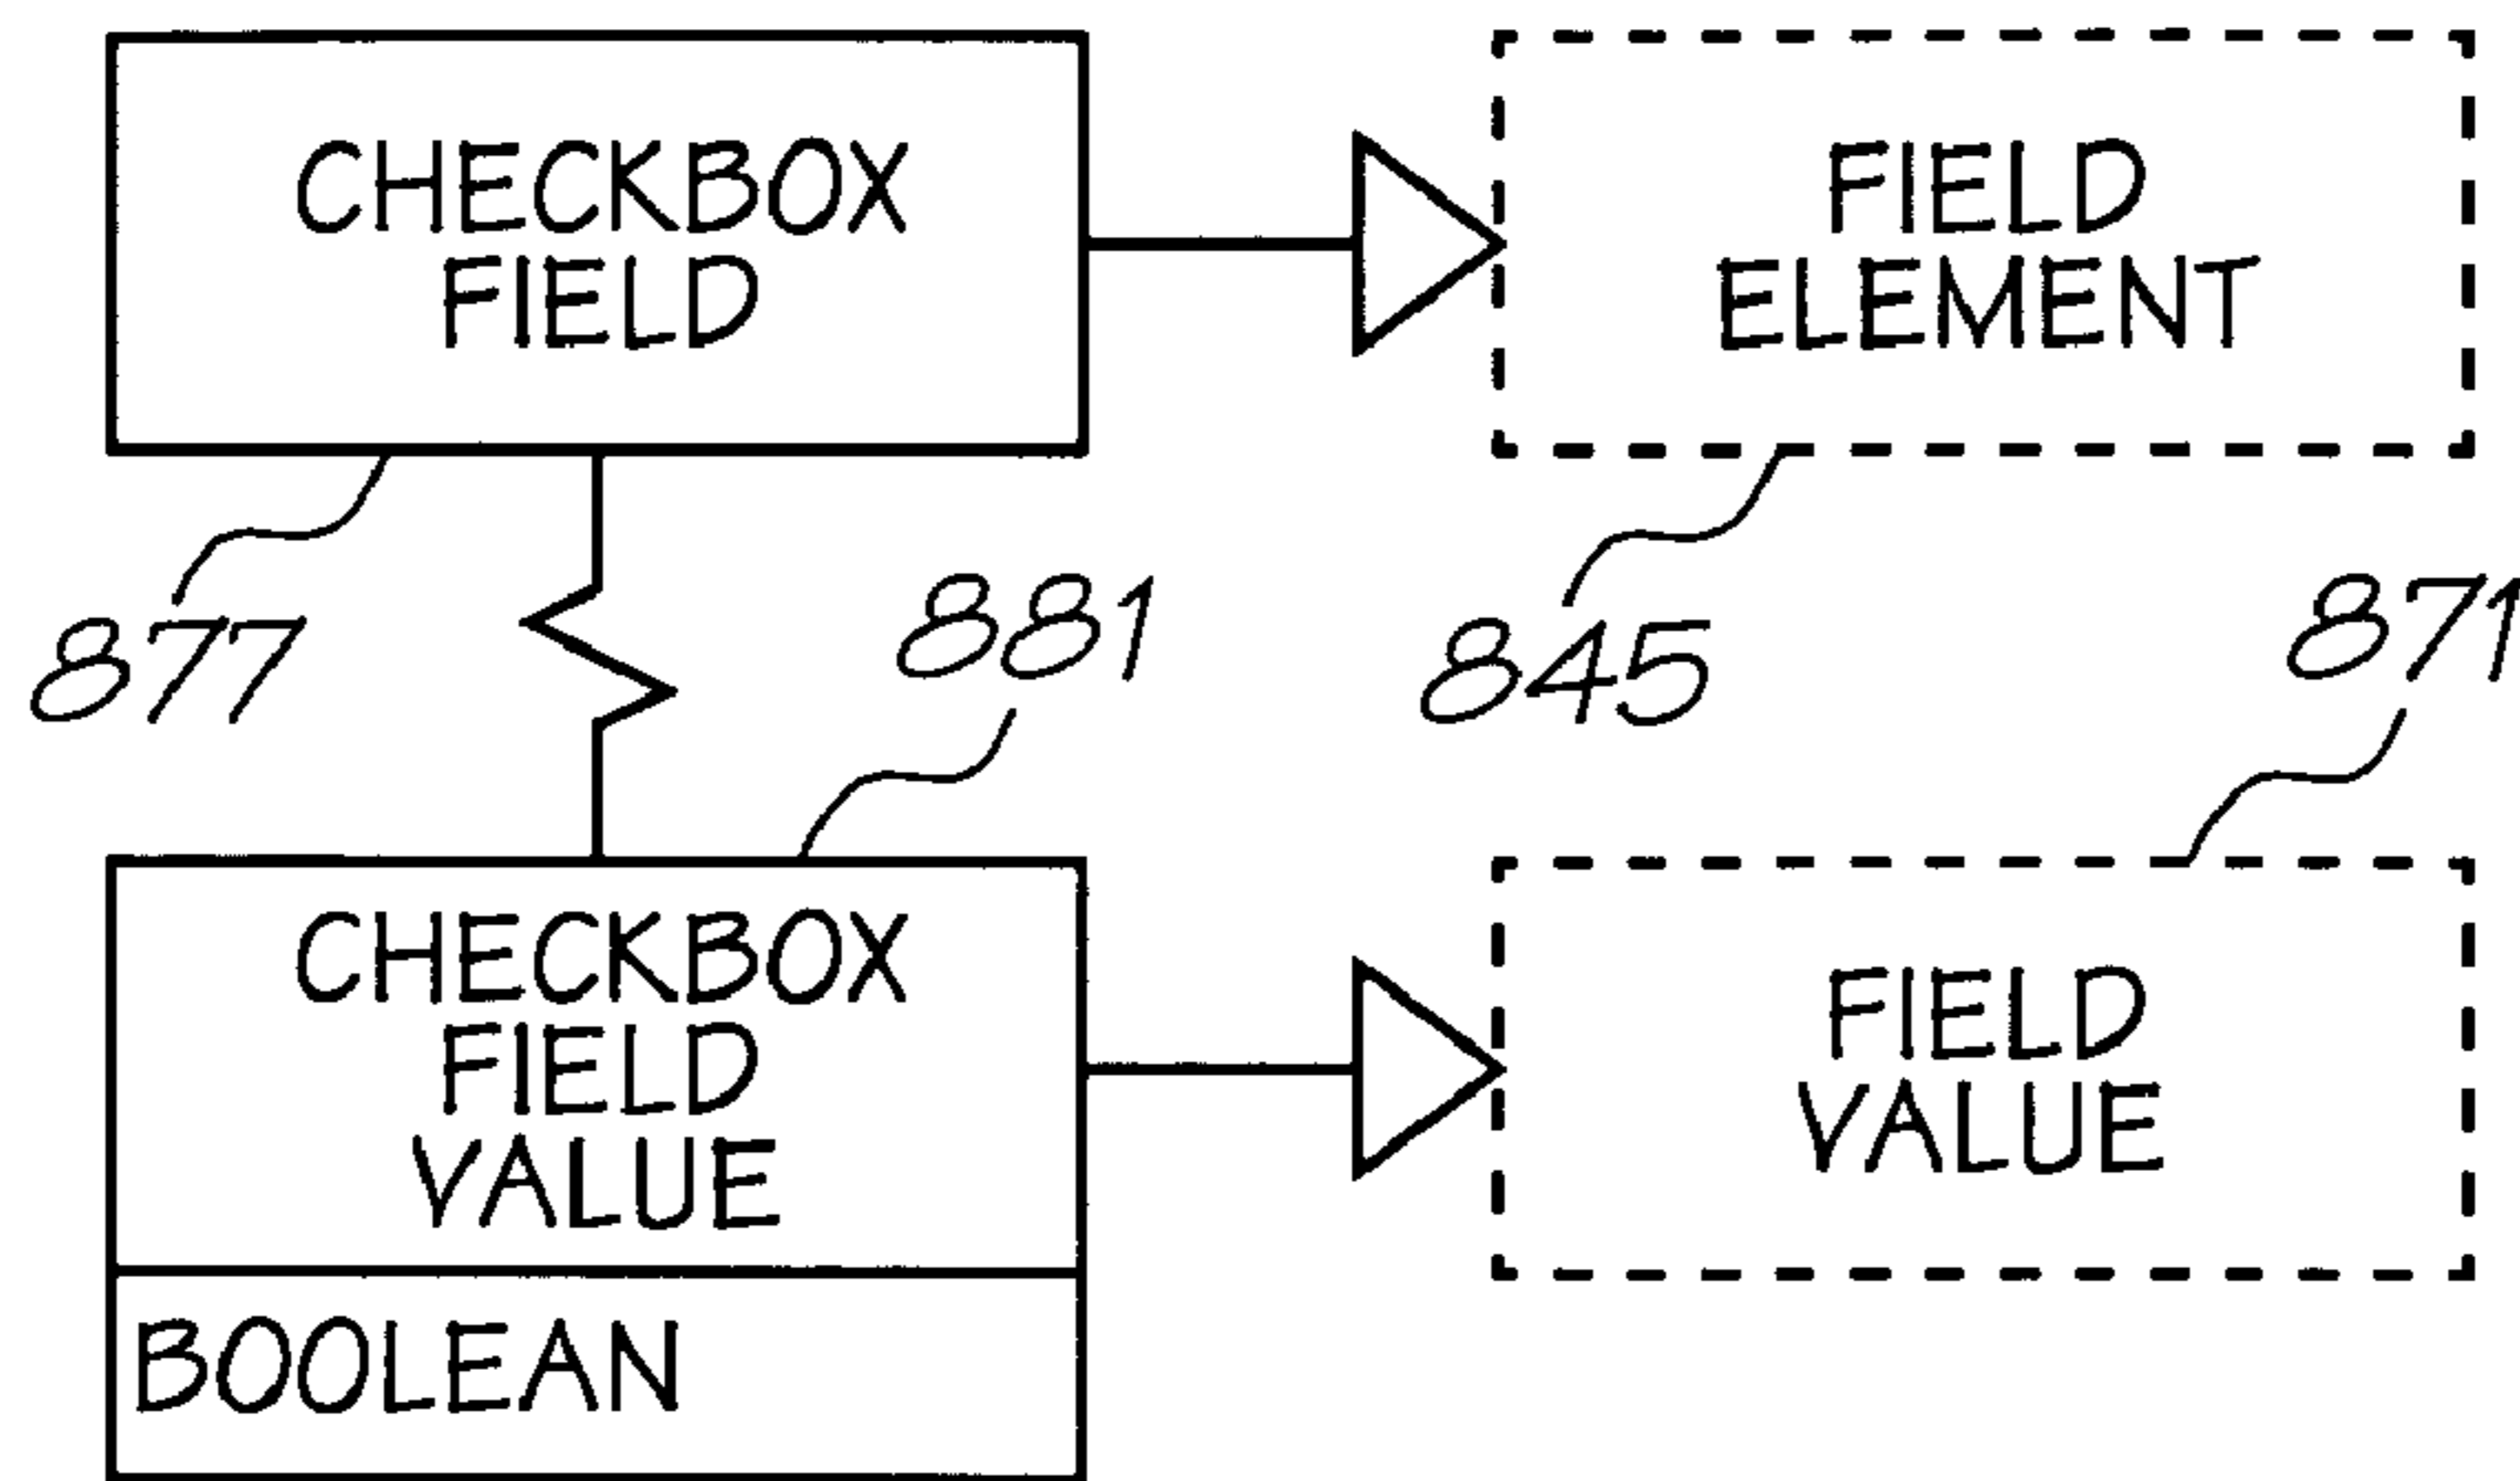 CHECKBOX
FIELD
FIELD
ELEMENT
877
881
845
871
CHECKBOX
FIELD
VALUE
FIELD
VALUE
BOOLEAN